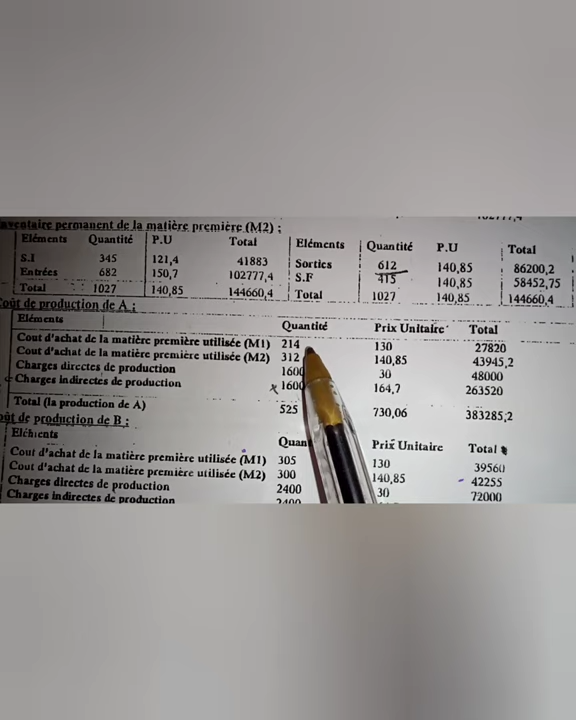 Inventaire permanent de la matière première (M2) ;
Eléments Quantité P.U Total Eléments Quantité P.U Total
S.I 345 121,4 41883 Sorties 612 140,85 86200,2
Entrées 682 150,7 102777,4 S.F 415 140,85 58452,75
Total 1027 140,85 144660,4 Total 1027 140,85 144660,4
Coût de production de A ;
Eléments Quantité Prix Unitaire Total
Cout d'achat de la matière première utilisée (M1) 214 130 27820
Cout d'achat de la matière première utilisée (M2) 312 140,85 43945,2
Charges directes de production 1600 30 48000
Charges indirectes de production 1600 164,7 263520
Total (la production de A) 525 730,06 383285,2
oût de production de B ;
Eléments Quan Prix Unitaire Total
Cout d'achat de la matière première utilisée (M1) 305 130 39560
Cout d'achat de la matière première utilisée (M2) 300 140,85 42255
Charges directes de production 2400 30 72000
Charges indirectes de production 2400